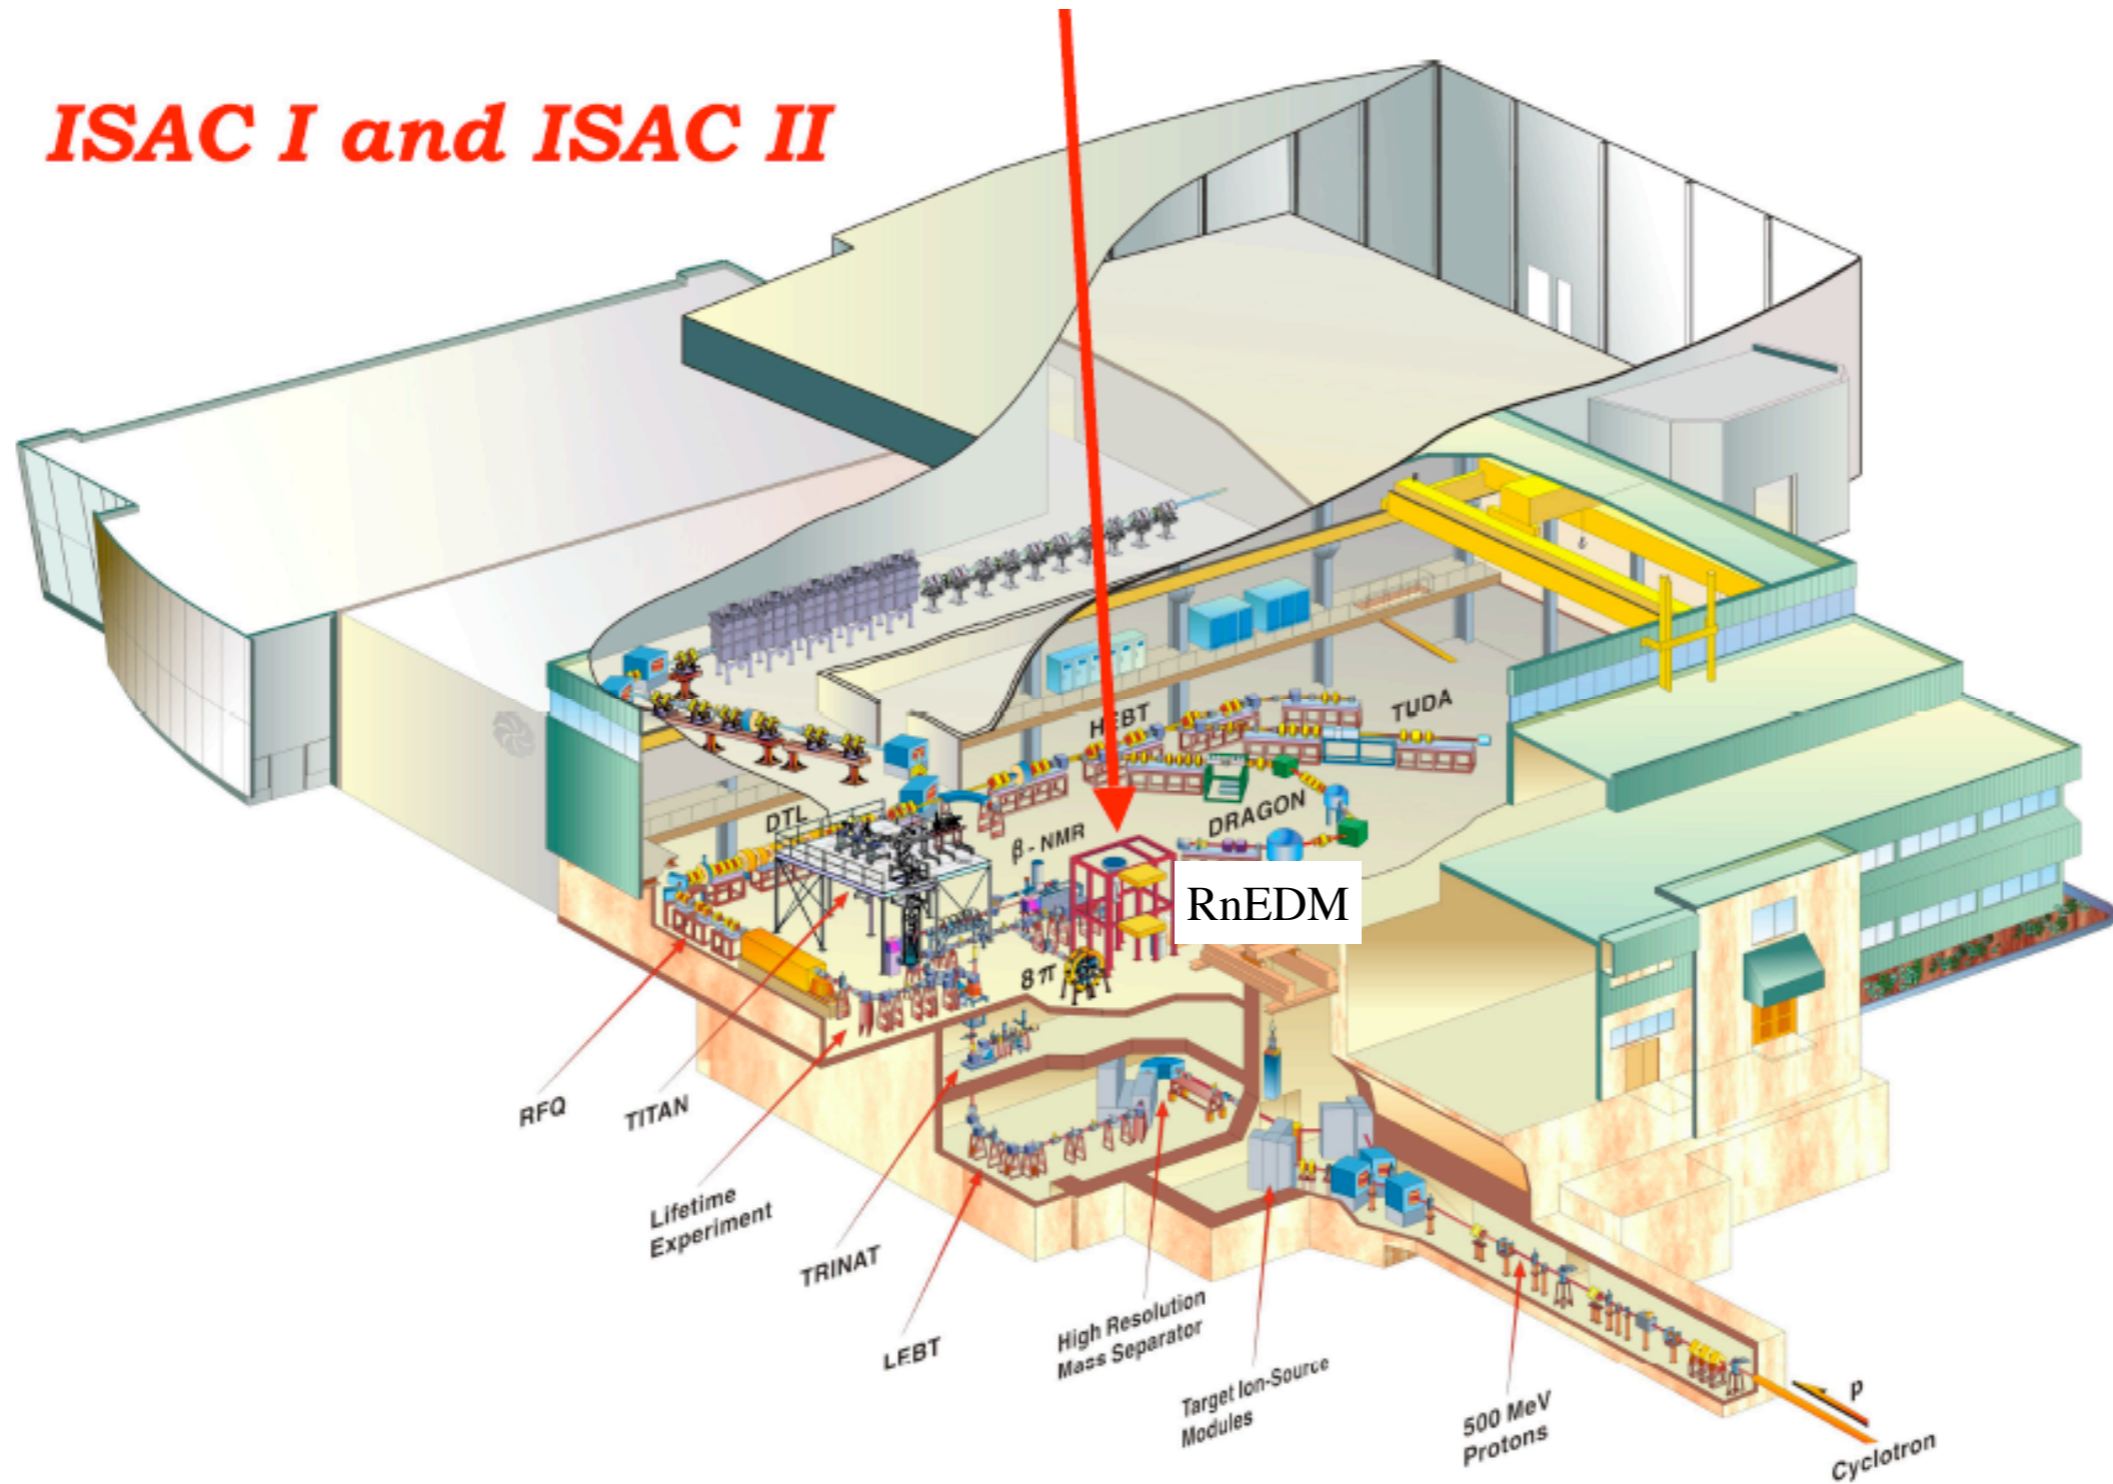 ISAC I and ISAC II
HEBT
TUDA
DTL
β - NMR
DRAGON
RnEDM
8π
RFQ
TITAN
Lifetime
Experiment
TRINAT
LEBT
High Resolution
Mass Separator
Target Ion-Source
Modules
500 MeV
Protons
p
Cyclotron